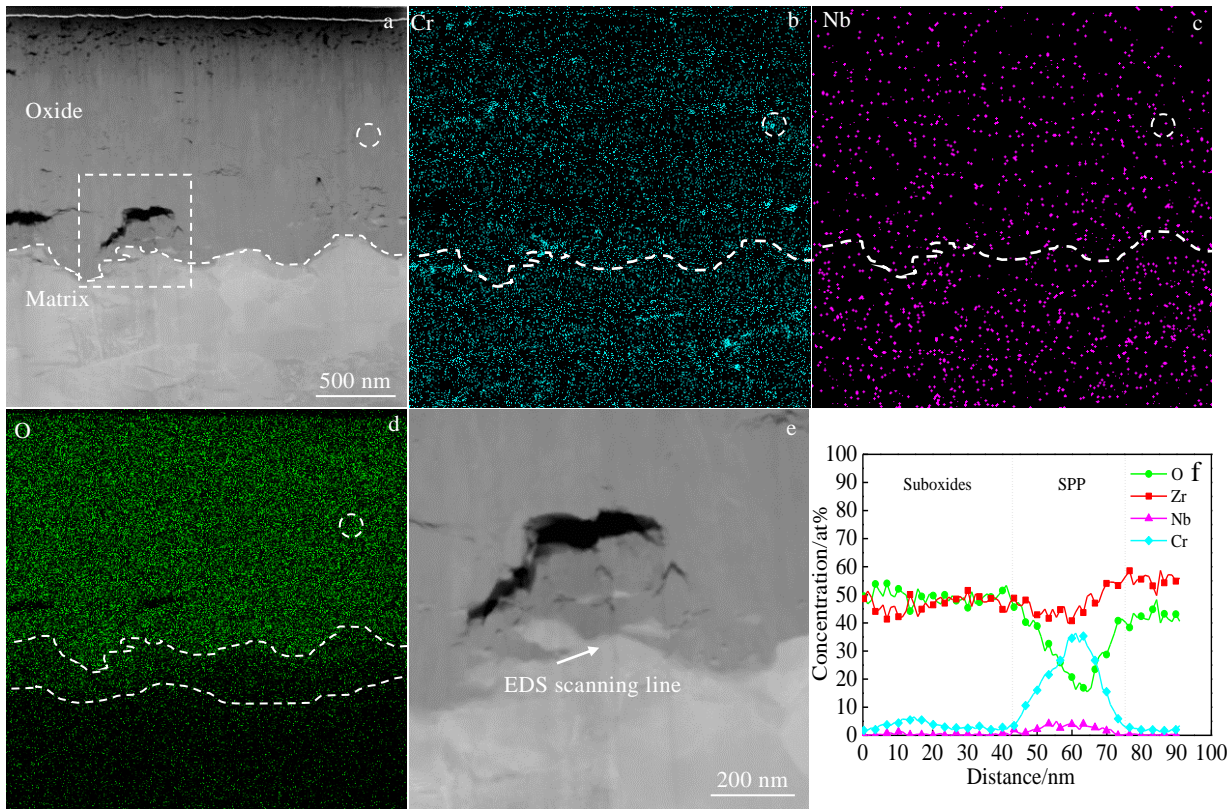 a
Oxide
Matrix
500 nm
Cr
b
Nb
c
O
d
e
EDS scanning line
200 nm
f
Concentration/at%
100
90
80
70
60
50
40
30
20
10
0
Suboxides
SPP
O
Zr
Nb
Cr
0 10 20 30 40 50 60 70 80 90 100
Distance/nm